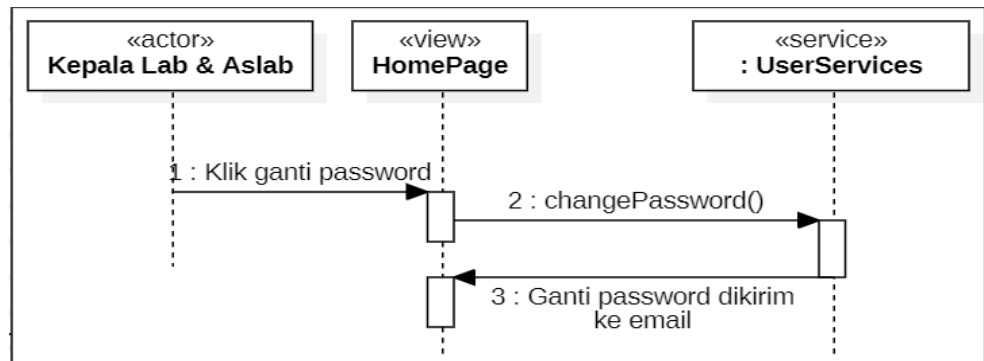 «actor»
Kepala Lab & Aslab
«view»
HomePage
«service»
: UserServices
1 : Klik ganti password
2 : changePassword()
3 : Ganti password dikirim
ke email